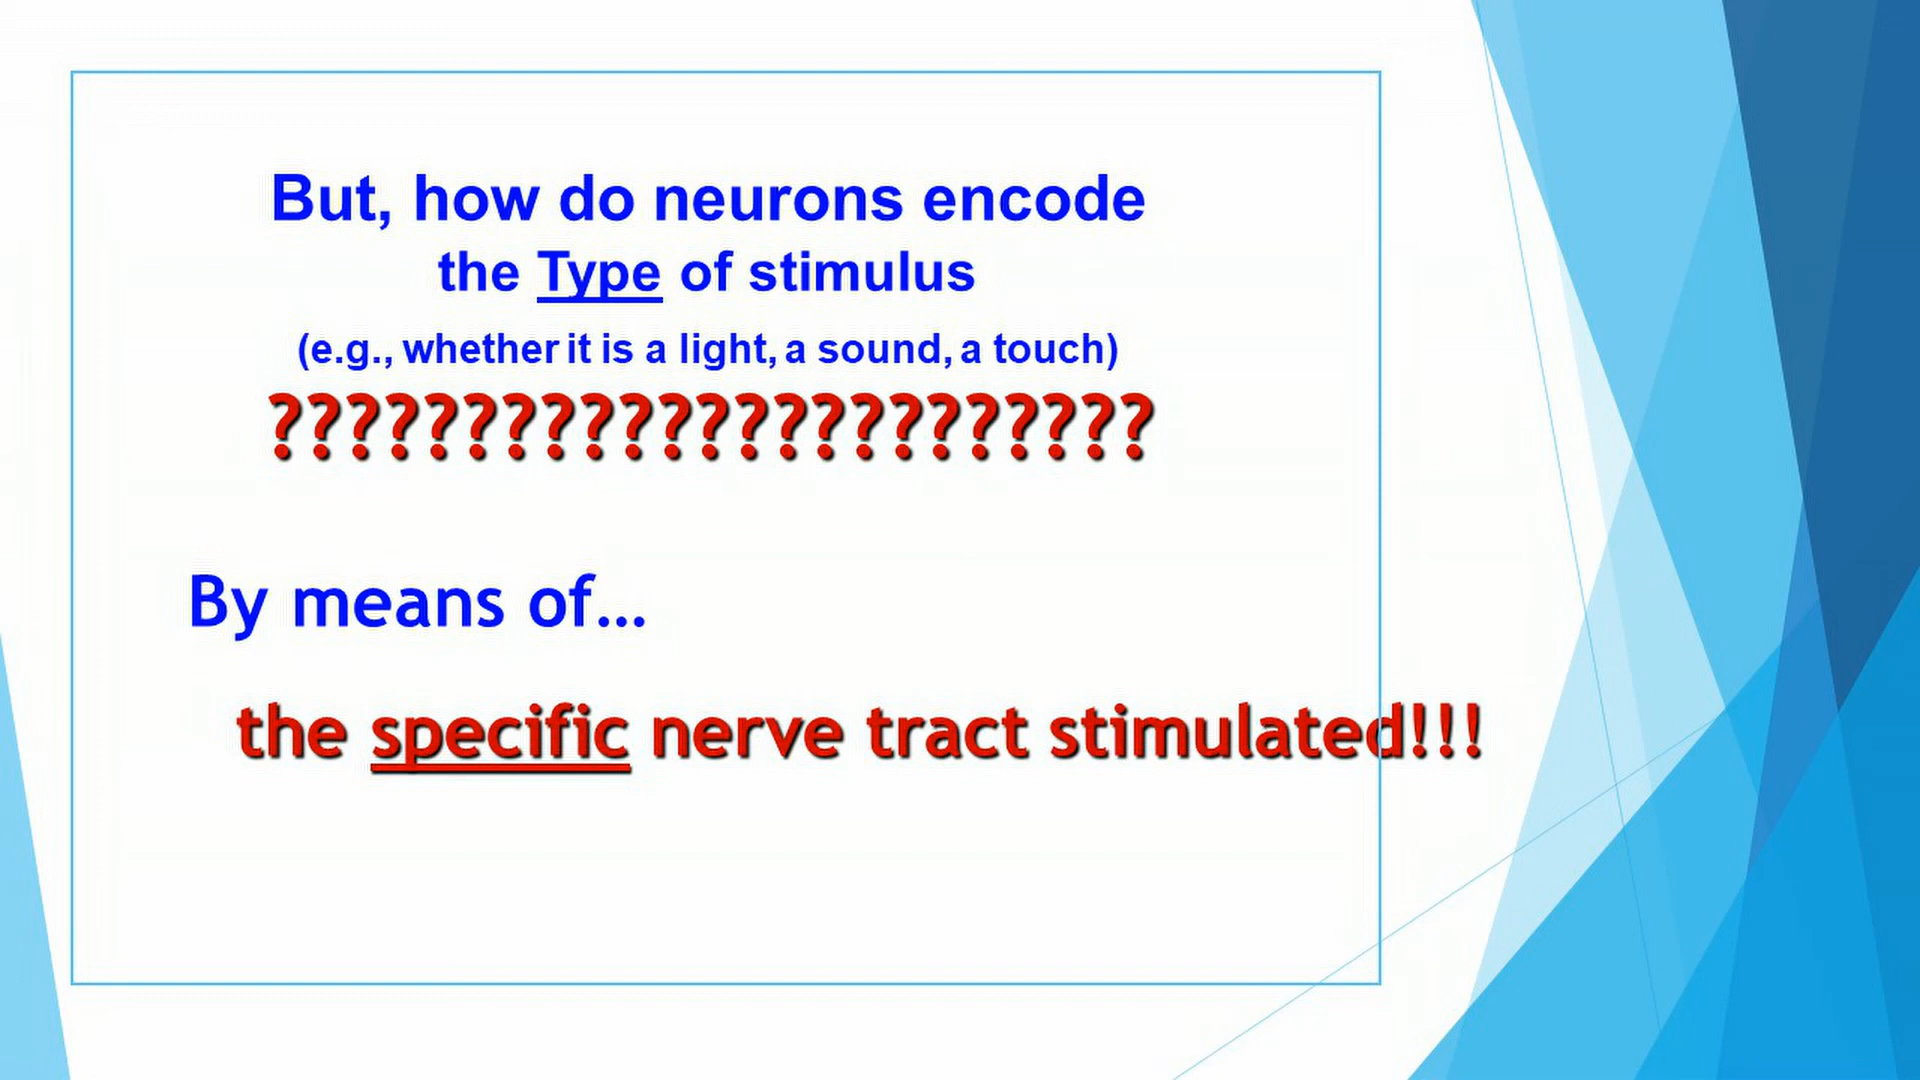 But, how do neurons encode
the Type of stimulus
(e.g., whether it is a light, a sound, a touch)
???????????????????????
By means of...
the specific nerve tract stimulated!!!